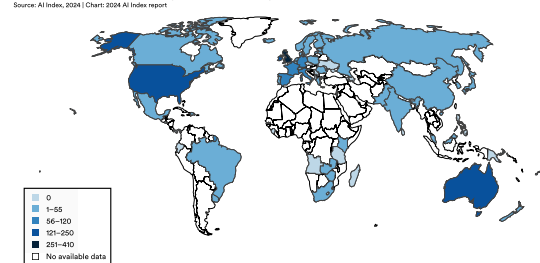 Source: AI Index, 2024 | Chart: 2024 AI Index report
0
1–55
56–120
121–250
251–410
No available data